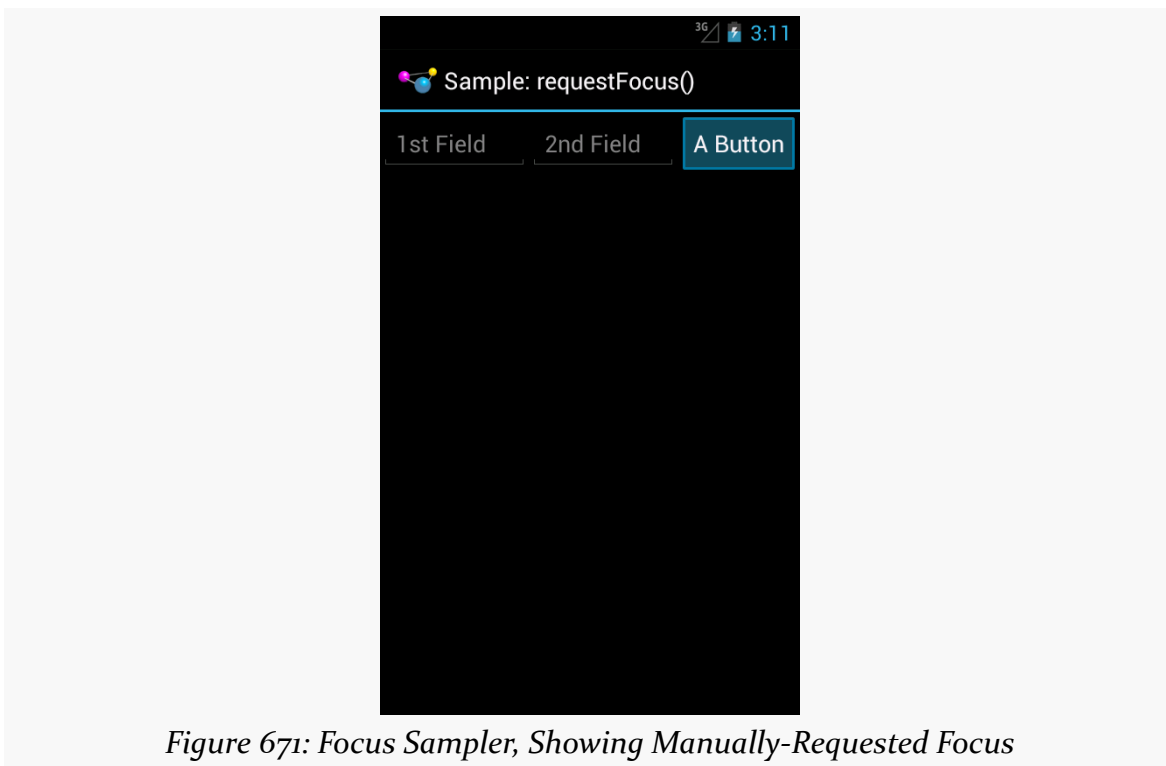 3G 3:11
Sample: requestFocus()
1st Field 2nd Field A Button
Figure 671: Focus Sampler, Showing Manually-Requested Focus